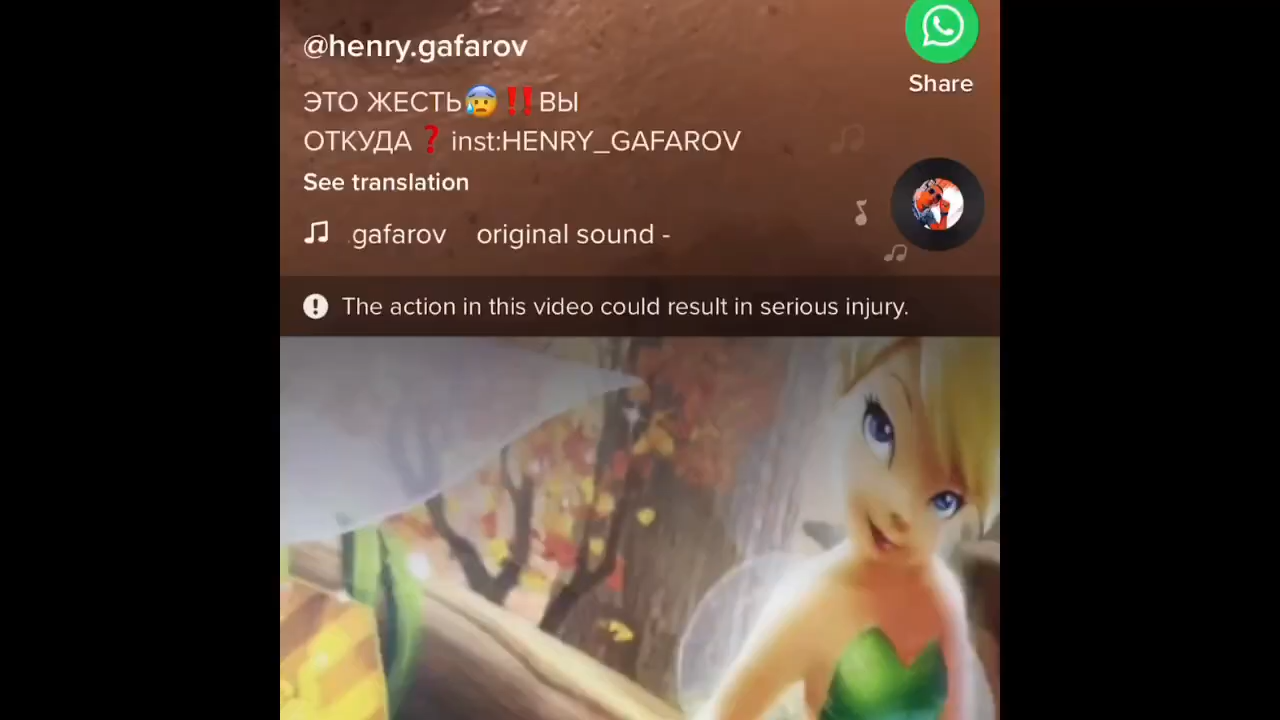 @henry.gafarov
Share
ЭТО ЖЕСТЬ😰‼️ВЫ
ОТКУДА❓inst:HENRY_GAFAROV
See translation
.gafarov original sound -
The action in this video could result in serious injury.